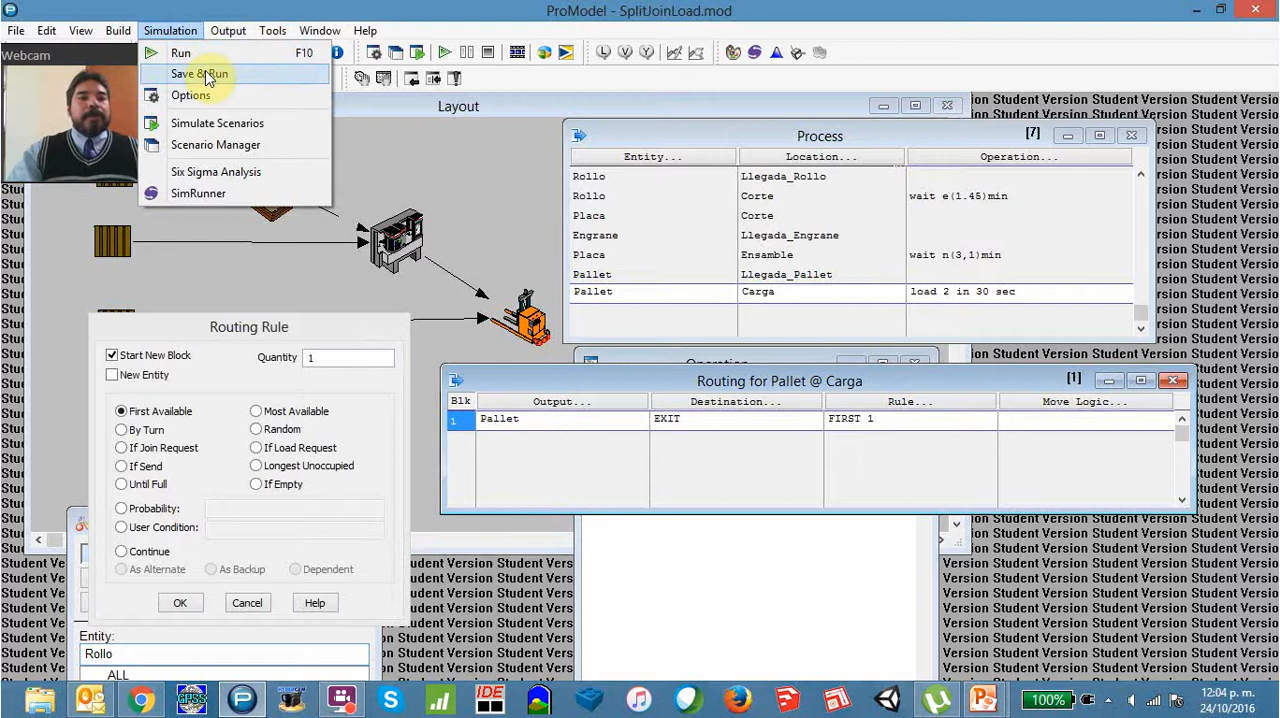 ProModel - SplitJoinLoad.mod
File Edit View Build Simulation Output Tools Window Help
Webcam
Run F10
Save & Run
Options
Simulate Scenarios
Scenario Manager
Six Sigma Analysis
SimRunner
Layout
Process [7]
Entity... Location... Operation...
Rollo Llegada_Rollo
Rollo Corte wait e(1.45)min
Placa Corte
Engrane Llegada_Engrane
Placa Ensamble wait n(3,1)min
Pallet Llegada_Pallet
Pallet Carga load 2 in 30 sec
Routing Rule
Start New Block Quantity 1
New Entity
First Available Most Available
By Turn Random
If Join Request If Load Request
If Send Longest Unoccupied
Until Full If Empty
Probability:
User Condition:
Continue
As Alternate As Backup Dependent
OK Cancel Help
Operation
Routing for Pallet @ Carga [1]
Blk Output... Destination... Rule... Move Logic...
1 Pallet EXIT FIRST 1
Entity:
Rollo
ALL
Student Version
100%
12:04 p. m.
24/10/2016